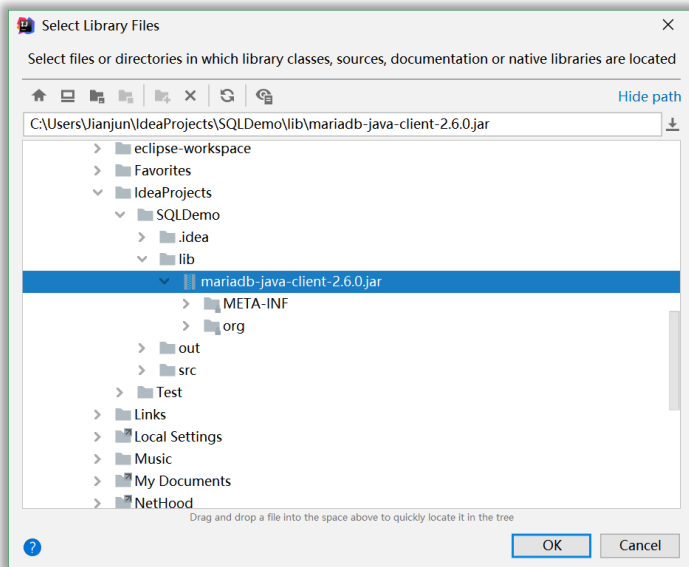 Select Library Files
Select files or directories in which library classes, sources, documentation or native libraries are located
Hide path
C:\Users\Jianjun\IdeaProjects\SQLDemo\lib\mariadb-java-client-2.6.0.jar
eclipse-workspace
Favorites
IdeaProjects
SQLDemo
.idea
lib
mariadb-java-client-2.6.0.jar
META-INF
org
out
src
Test
Links
Local Settings
Music
My Documents
NetHood
Drag and drop a file into the space above to quickly locate it in the tree
? OK Cancel